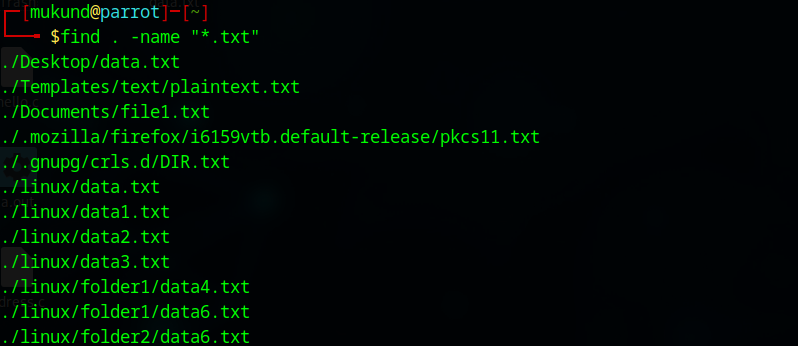 ┌─[mukund@parrot]─[~]
└──╼ $find . -name "*.txt"
./Desktop/data.txt
./Templates/text/plaintext.txt
./Documents/file1.txt
./.mozilla/firefox/i6159vtb.default-release/pkcs11.txt
./.gnupg/crls.d/DIR.txt
./linux/data.txt
./linux/data1.txt
./linux/data2.txt
./linux/data3.txt
./linux/folder1/data4.txt
./linux/folder1/data6.txt
./linux/folder2/data6.txt